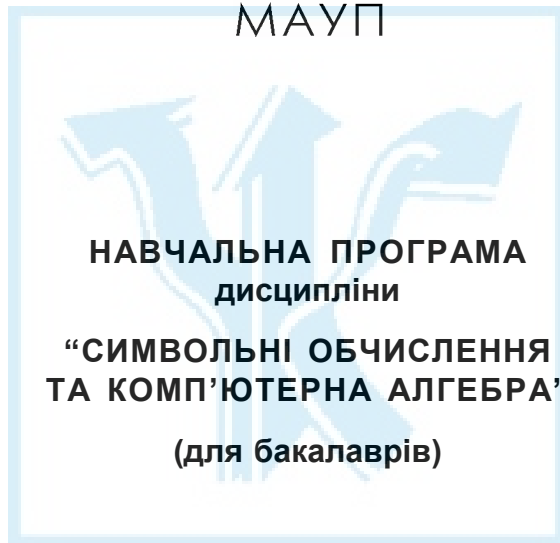 МАУП
НАВЧАЛЬНА ПРОГРАМА
дисципліни
“СИМВОЛЬНІ ОБЧИСЛЕННЯ
ТА КОМП’ЮТЕРНА АЛГЕБРА”
(для бакалаврів)